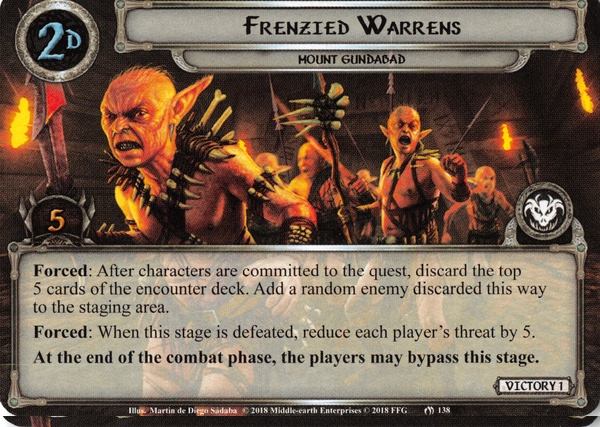 2D
FRENZIED WARRENS
MOUNT GUNDABAD
5
Forced: After characters are committed to the quest, discard the top
5 cards of the encounter deck. Add a random enemy discarded this way
to the staging area.
Forced: When this stage is defeated, reduce each player's threat by 5.
At the end of the combat phase, the players may bypass this stage.
VICTORY 1
Illus. Martin de Diego Sádaba © 2018 Middle-earth Enterprises © 2018 FFG 138